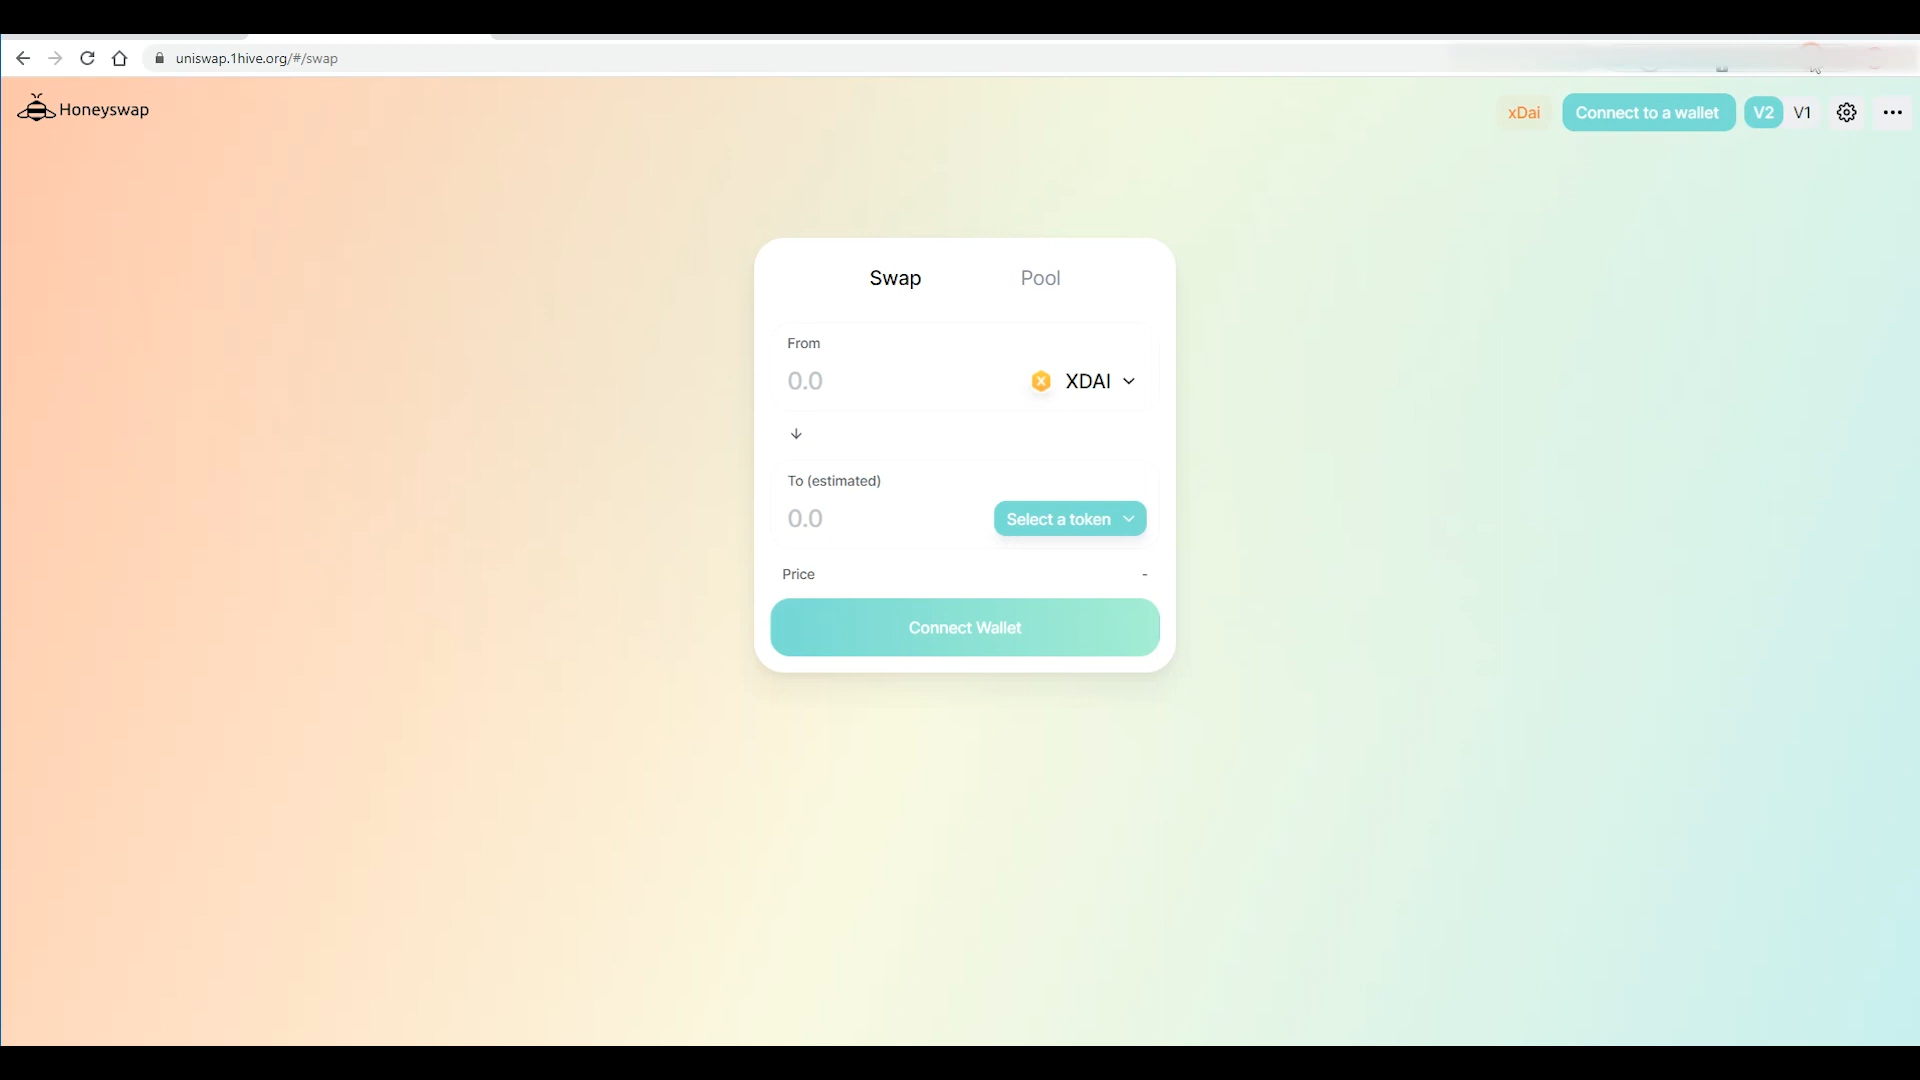 uniswap.1hive.org/#/swap
Honeyswap
xDai
Connect to a wallet
V2
V1
Swap
Pool
From
0.0
XDAI
To (estimated)
0.0
Select a token
Price
-
Connect Wallet